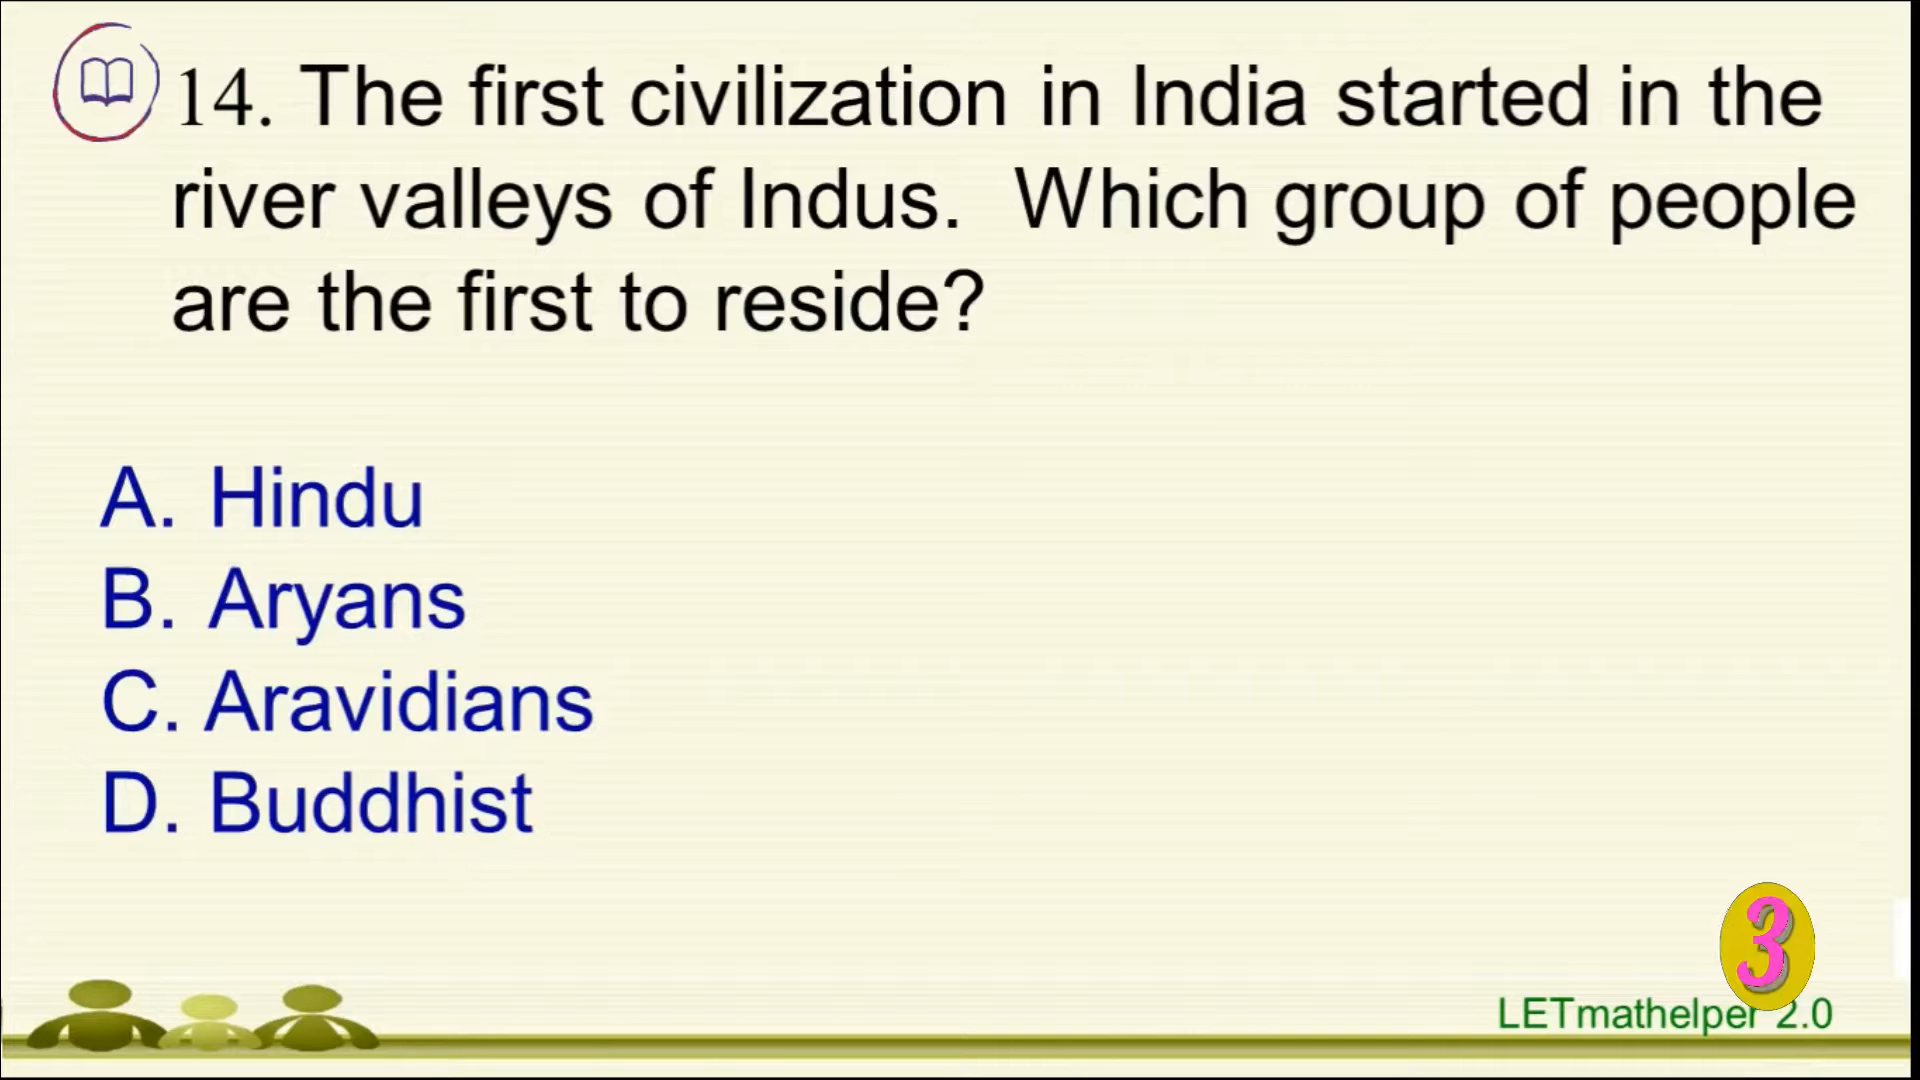 14. The first civilization in India started in the
river valleys of Indus. Which group of people
are the first to reside?
A. Hindu
B. Aryans
C. Aravidians
D. Buddhist
3
LETmathelper 2.0